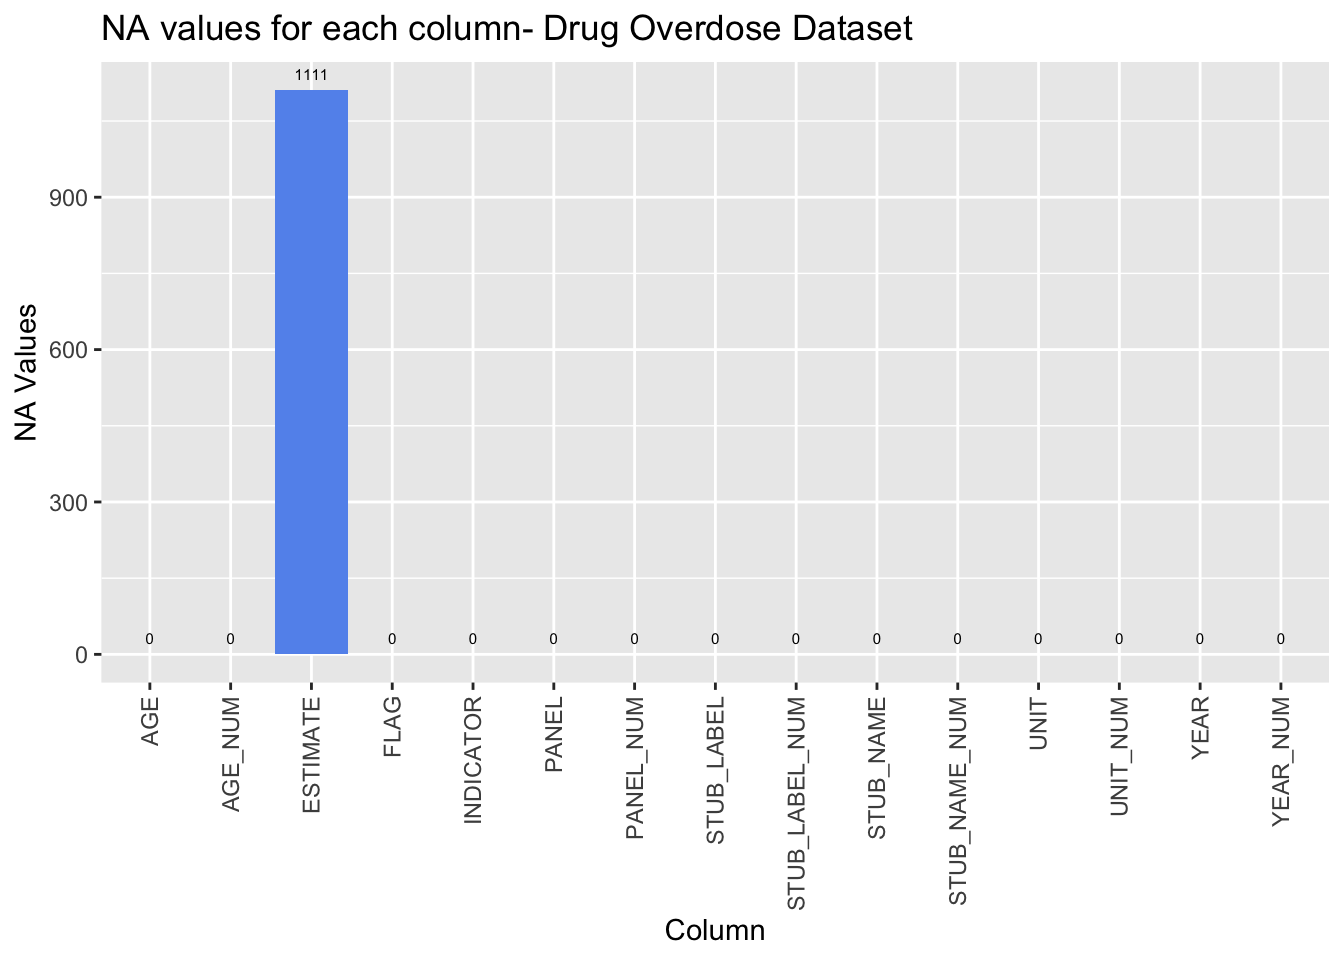 NA values for each column- Drug Overdose Dataset
1111
900
600
300
0
NA Values
0 0 0 0 0 0 0 0 0 0 0 0 0 0
AGE
AGE_NUM
ESTIMATE
FLAG
INDICATOR
PANEL
PANEL_NUM
STUB_LABEL
STUB_LABEL_NUM
STUB_NAME
STUB_NAME_NUM
UNIT
UNIT_NUM
YEAR
YEAR_NUM
Column